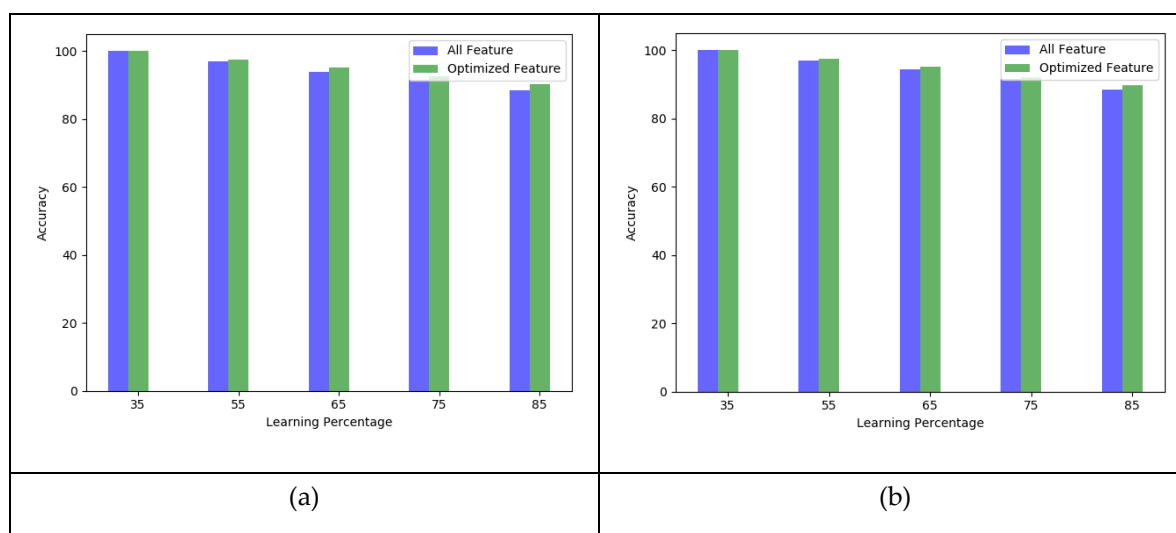 100
80
60
40
20
0
Accuracy
All Feature
Optimized Feature
35 55 65 75 85
Learning Percentage
100
80
60
40
20
0
Accuracy
All Feature
Optimized Feature
35 55 65 75 85
Learning Percentage
(a)
(b)